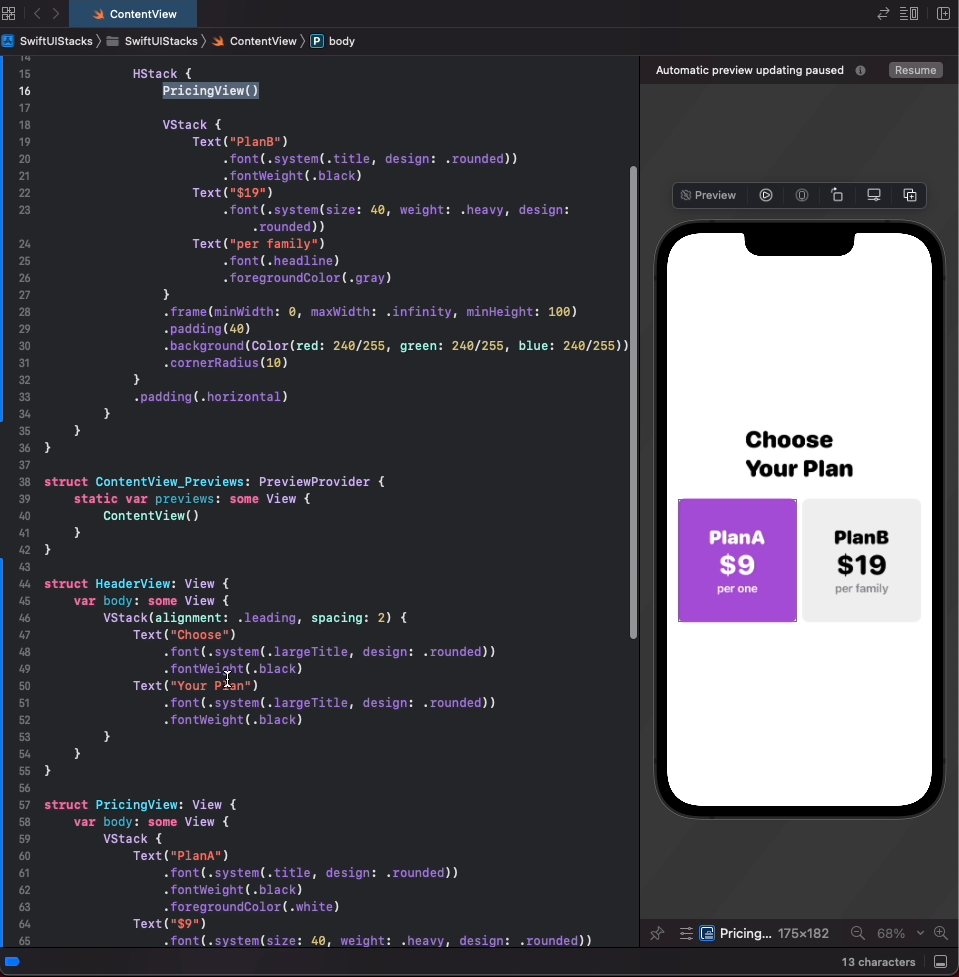 ContentView
SwiftUIStacks SwiftUIStacks ContentView P body
14
15 HStack {
16 PricingView()
17
18 VStack {
19 Text("PlanB")
20 .font(.system(.title, design: .rounded))
21 .fontWeight(.black)
22 Text("$19")
23 .font(.system(size: 40, weight: .heavy, design:
.rounded))
24 Text("per family")
25 .font(.headline)
26 .foregroundColor(.gray)
27 }
28 .frame(minWidth: 0, maxWidth: .infinity, minHeight: 100)
29 .padding(40)
30 .background(Color(red: 240/255, green: 240/255, blue: 240/255))
31 .cornerRadius(10)
32 }
33 .padding(.horizontal)
34 }
35 }
36 }
37
38 struct ContentView_Previews: PreviewProvider {
39 static var previews: some View {
40 ContentView()
41 }
42 }
43
44 struct HeaderView: View {
45 var body: some View {
46 VStack(alignment: .leading, spacing: 2) {
47 Text("Choose")
48 .font(.system(.largeTitle, design: .rounded))
49 .fontWeight(.black)
50 Text("Your Plan")
51 .font(.system(.largeTitle, design: .rounded))
52 .fontWeight(.black)
53 }
54 }
55 }
56
57 struct PricingView: View {
58 var body: some View {
59 VStack {
60 Text("PlanA")
61 .font(.system(.title, design: .rounded))
62 .fontWeight(.black)
63 .foregroundColor(.white)
64 Text("$9")
65 .font(.system(size: 40, weight: .heavy, design: .rounded))
Automatic preview updating paused Resume
Preview
Choose
Your Plan
PlanA
$9
per one
PlanB
$19
per family
Pricing... 175×182 68%
13 characters